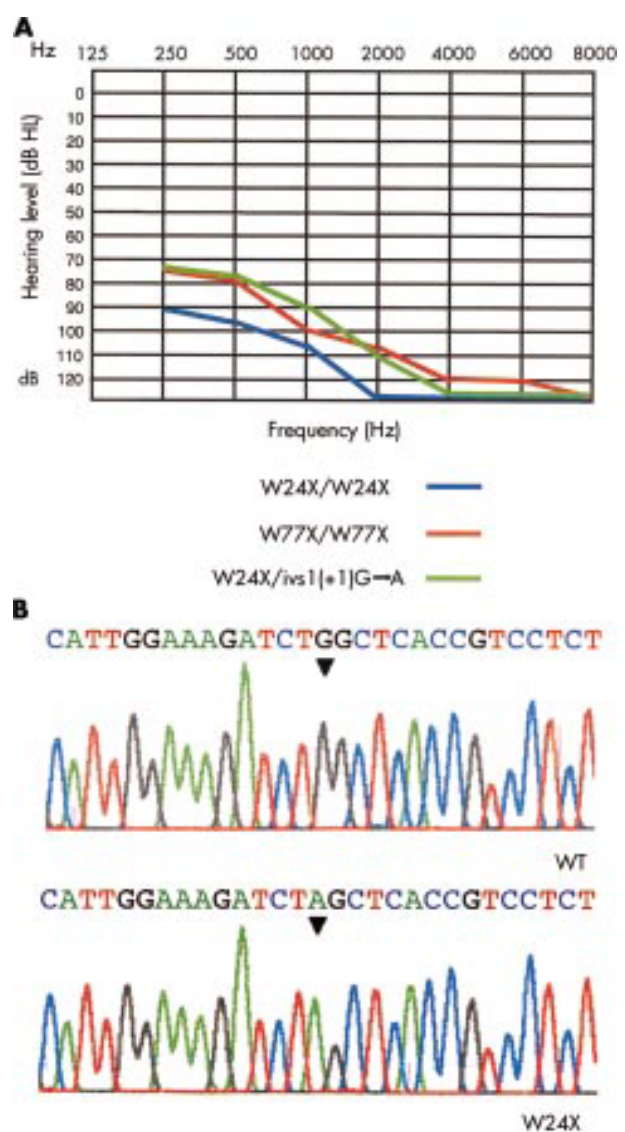 A
Hz 125 250 500 1000 2000 4000 6000 8000
Hearing level (dB HL)
0
10
20
30
40
50
60
70
80
90
100
110
dB 120
Frequency (Hz)
W24X/W24X
W77X/W77X
W24X/ivs1(+1)G→A
B
CATTGGAAAGATCTGGCTCACCGTCCTCT
WT
CATTGGAAAGATCTAGCTCACCGTCCTCT
W24X